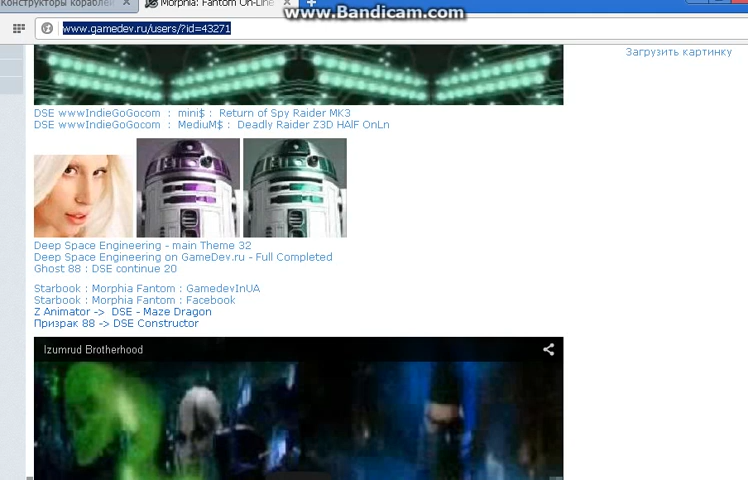 www.Bandicam.com
Конструкторы кораблей
Morphia: Fantom On-Line
www.gamedev.ru/users/?id=43271
Загрузить картинку
DSE wwwIndieGoGocom : mini$ : Return of Spy Raider MK3
DSE wwwIndieGoGocom : MediuM$ : Deadly Raider Z3D HAlF OnLn
Deep Space Engineering - main Theme 32
Deep Space Engineering on GameDev.ru - Full Completed
Ghost 88 : DSE continue 20
Starbook : Morphia Fantom : GamedevInUA
Starbook : Morphia Fantom : Facebook
Z Animator -> DSE - Maze Dragon
Призрак 88 -> DSE Constructor
Izumrud Brotherhood